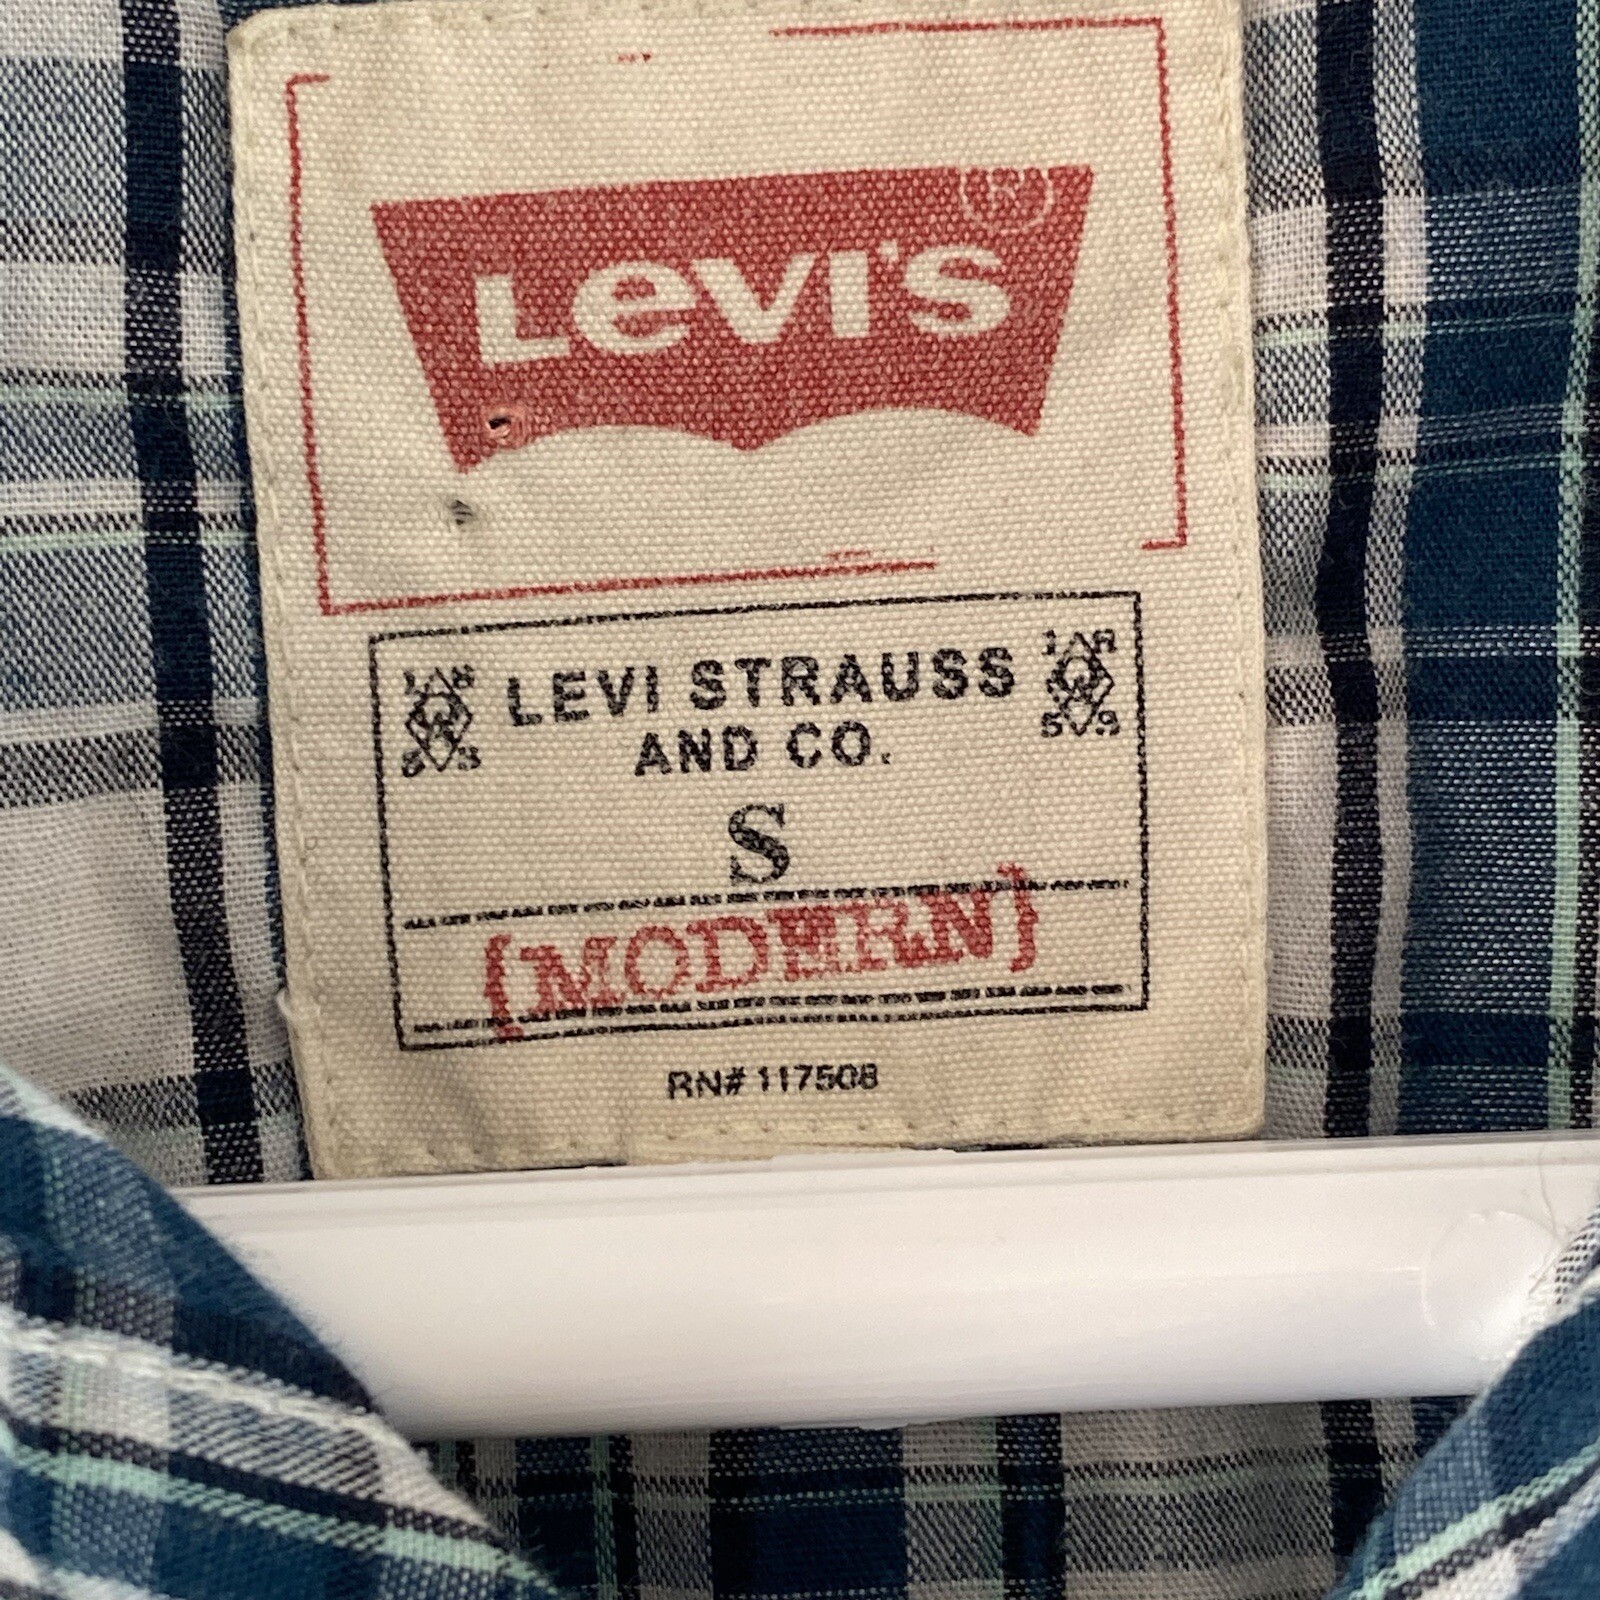 LEVI'S ®
LEVI STRAUSS
AND CO.
S
{MODERN}
RN# 117508